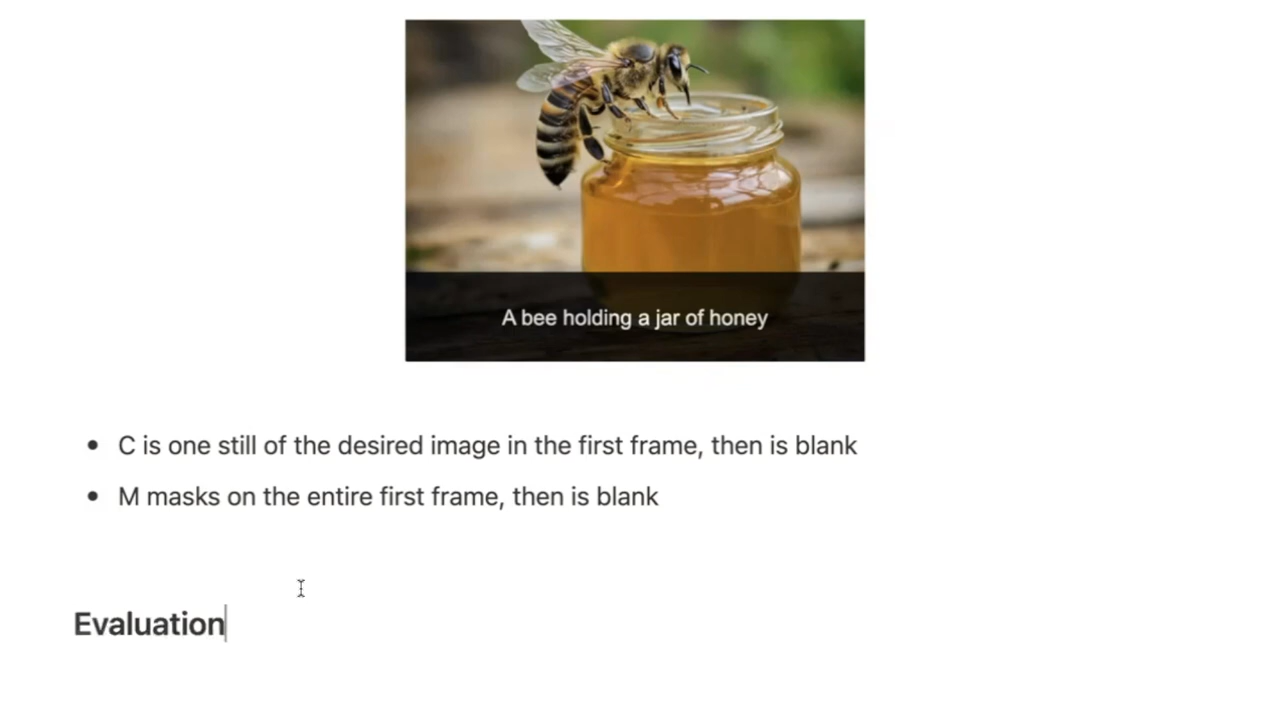 A bee holding a jar of honey
C is one still of the desired image in the first frame, then is blank
M masks on the entire first frame, then is blank
Evaluation